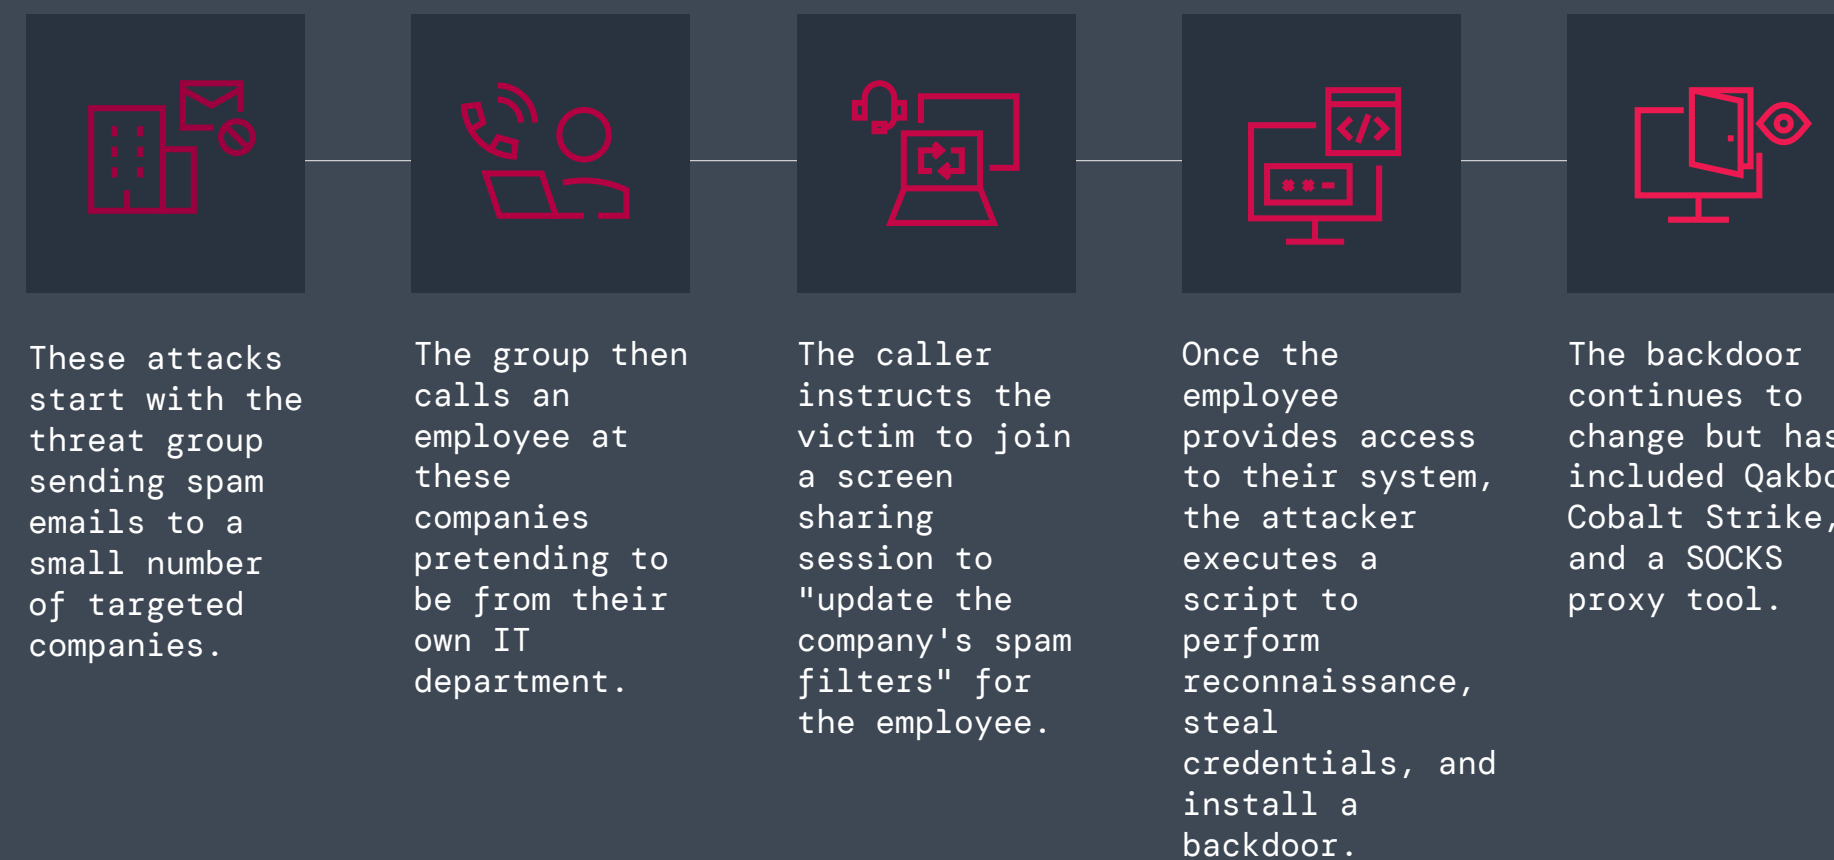 These attacks
start with the
threat group
sending spam
emails to a
small number
of targeted
companies.
The group then
calls an
employee at
these
companies
pretending to
be from their
own IT
department.
The caller
instructs the
victim to join
a screen
sharing
session to
"update the
company's spam
filters" for
the employee.
Once the
employee
provides access
to their system,
the attacker
executes a
script to
perform
reconnaissance,
steal
credentials, and
install a
backdoor.
The backdoor
continues to
change but has
included
Cobalt Strike,
and a SOCKS
proxy tool.